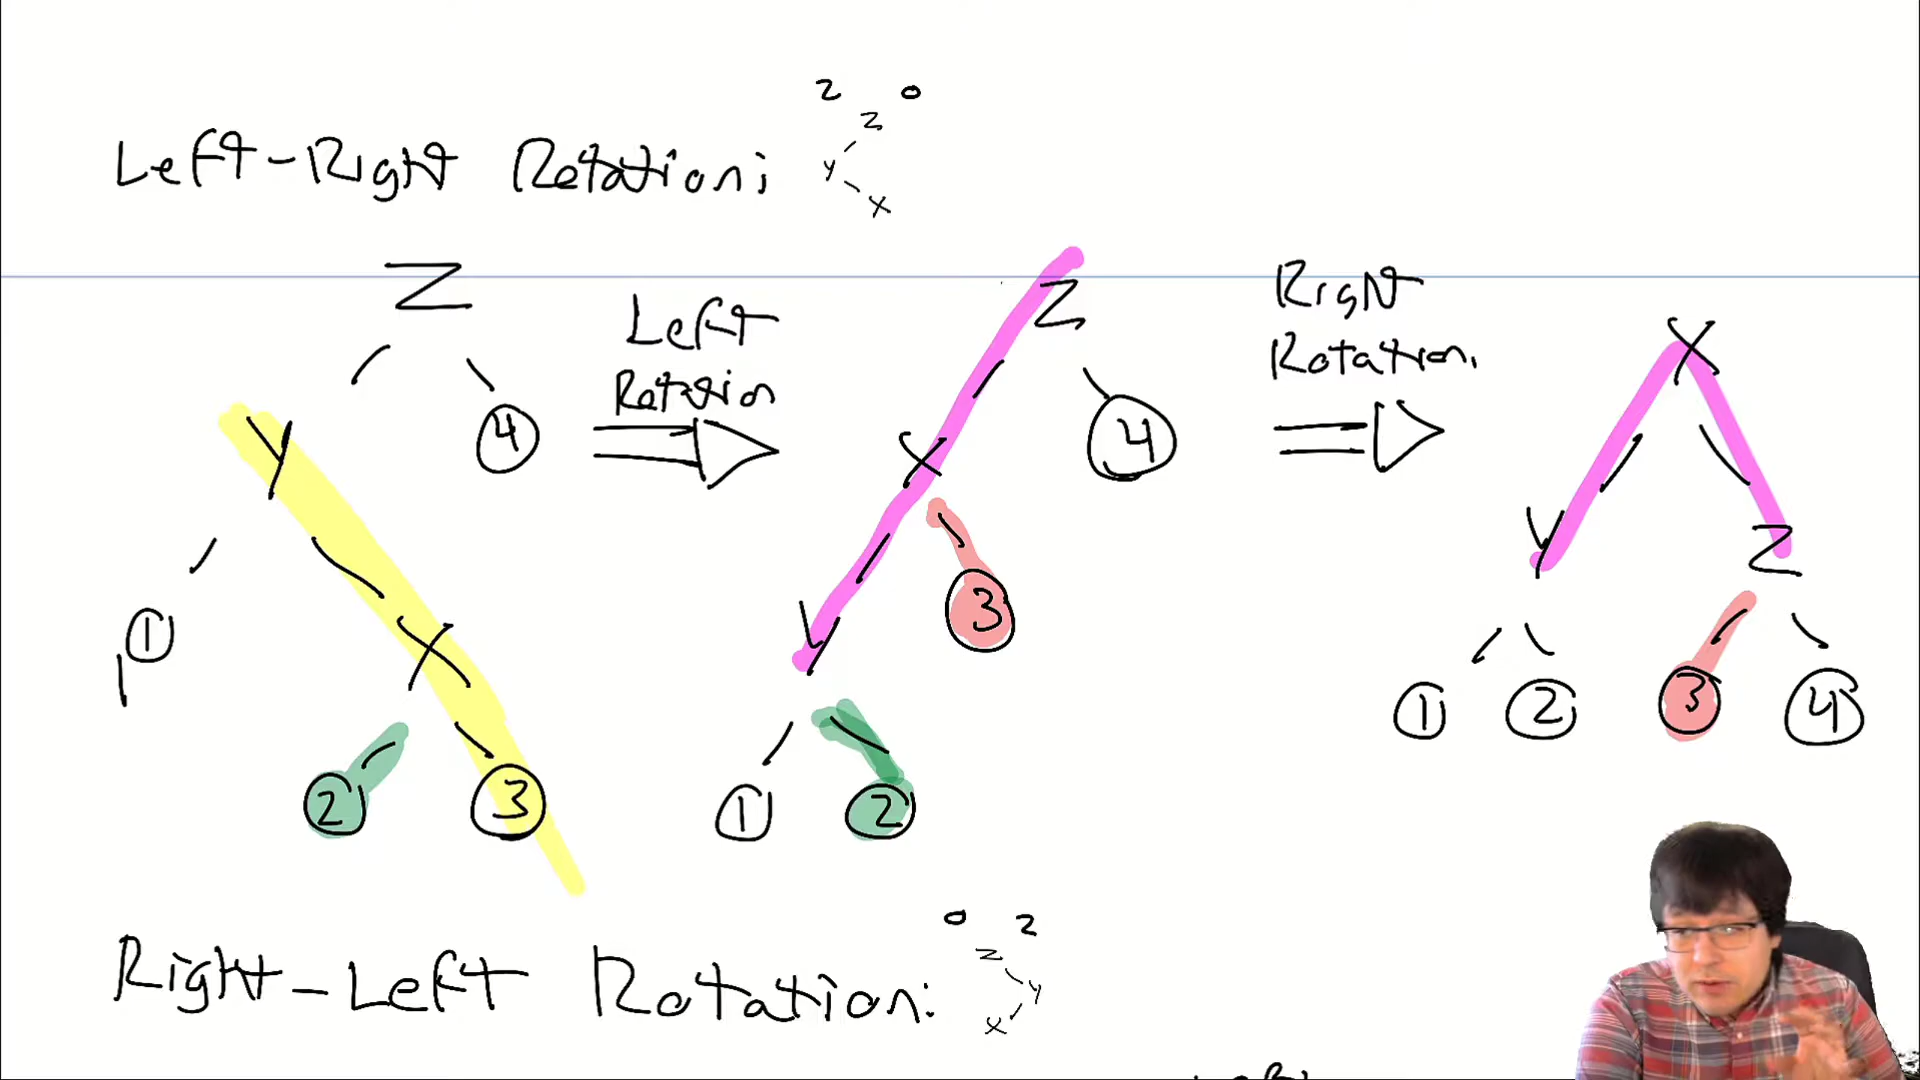 Left-Right Rotation:
2 0
Z
Y
X
Z
Y
4
1
X
2
3
Left
Rotation
Z
X
4
3
Y
1
2
Right
Rotation.
X
Y
Z
1
2
3
4
Right-Left Rotation:
0 2
Z
Y
X